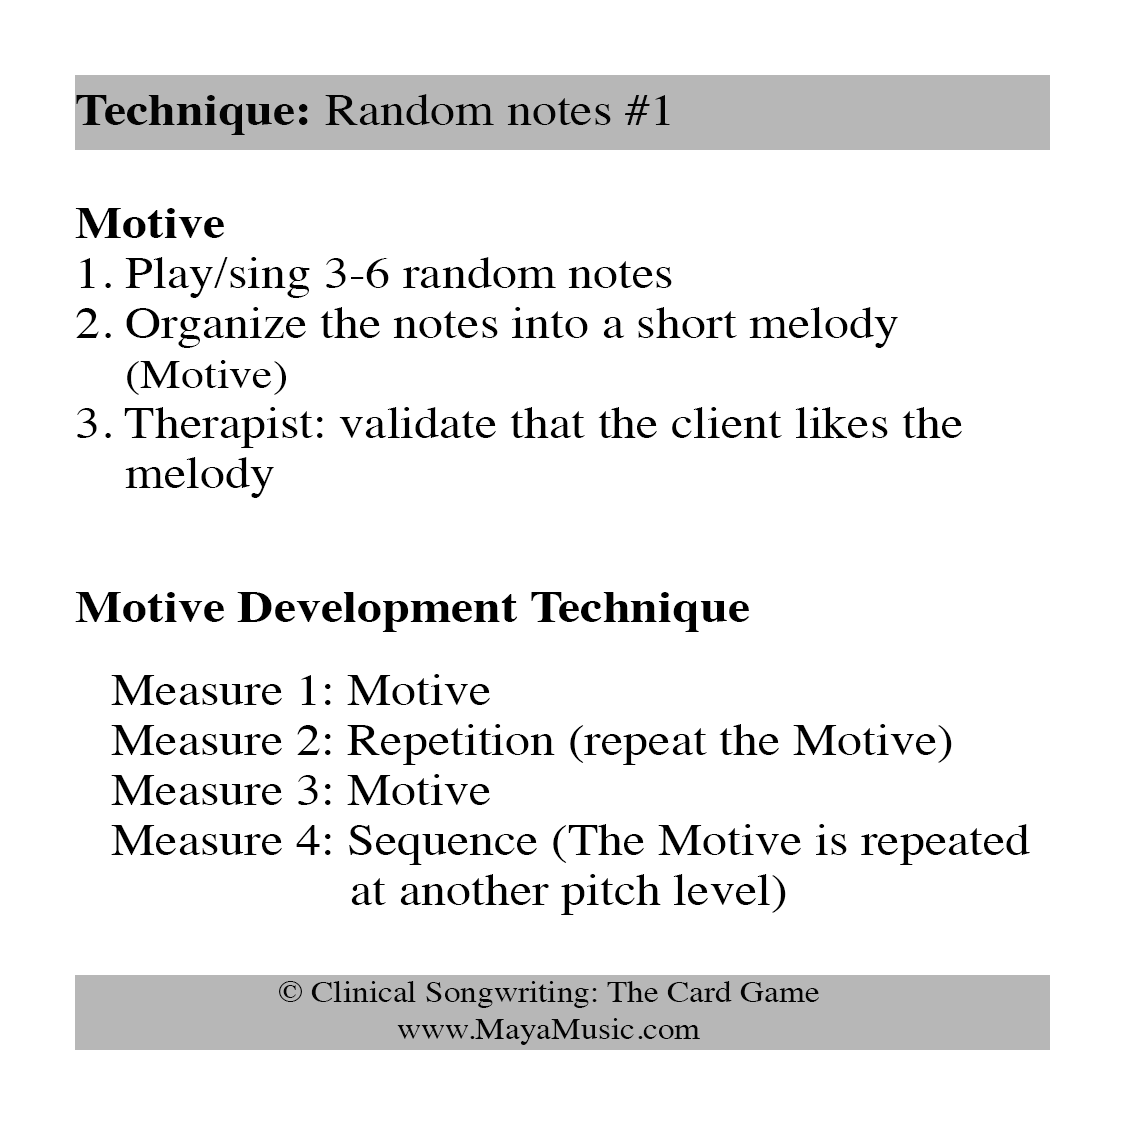 Technique: Random notes #1
Motive
1. Play/sing 3-6 random notes
2. Organize the notes into a short melody
(Motive)
3. Therapist: validate that the client likes the
melody
Motive Development Technique
Measure 1: Motive
Measure 2: Repetition (repeat the Motive)
Measure 3: Motive
Measure 4: Sequence (The Motive is repeated
at another pitch level)
© Clinical Songwriting: The Card Game
www.MayaMusic.com